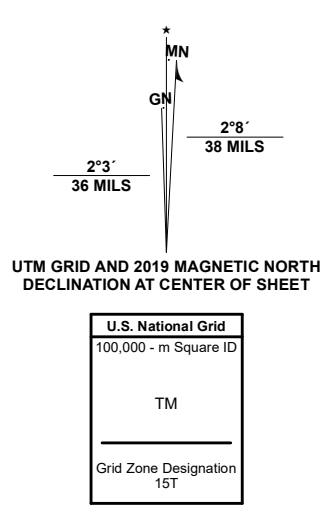 ★
MN
GN
2°8´
38 MILS
2°3´
36 MILS
UTM GRID AND 2019 MAGNETIC NORTH
DECLINATION AT CENTER OF SHEET
U.S. National Grid
100,000 - m Square ID
TM
Grid Zone Designation
15T